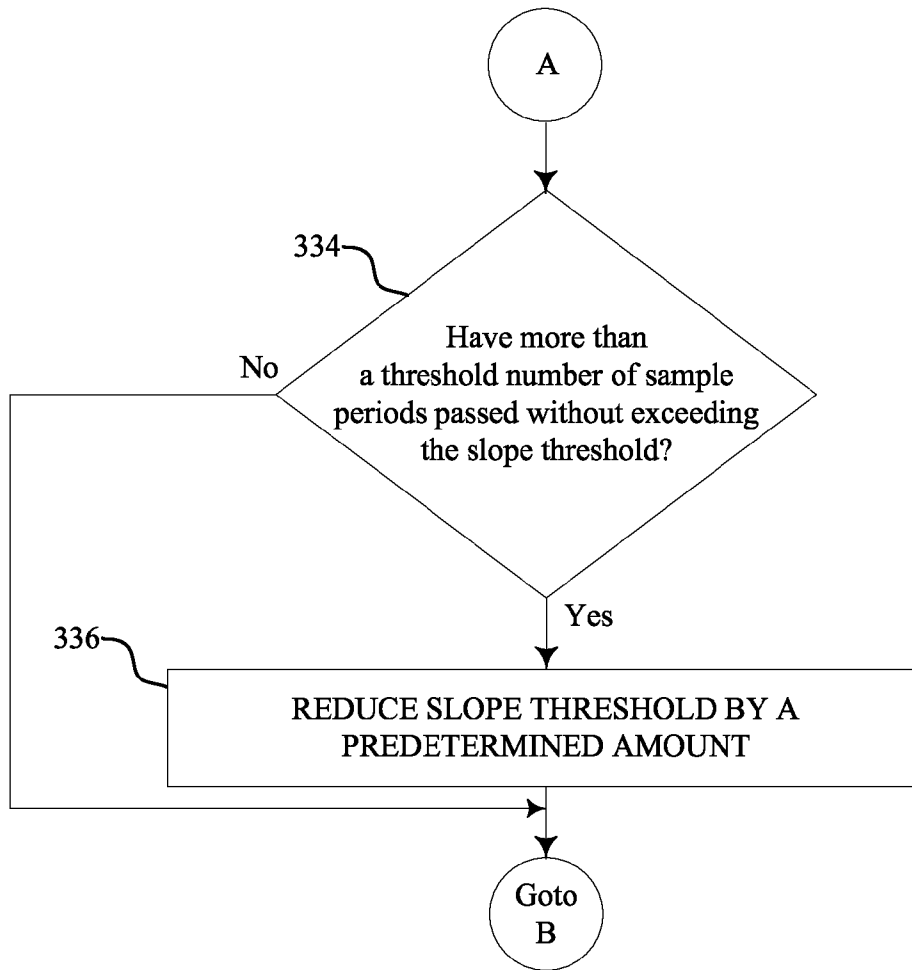 A
334
Have more than
a threshold number of sample
periods passed without exceeding
the slope threshold?
No
Yes
336
REDUCE SLOPE THRESHOLD BY A
PREDETERMINED AMOUNT
Goto
B